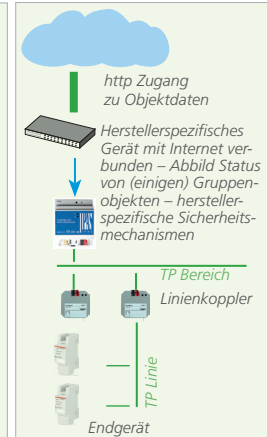 http Zugang
zu Objektdaten
Herstellerspezifisches
Gerät mit Internet ver-
bunden – Abbild Status
von (einigen) Gruppen-
objekten – hersteller-
spezifische Sicherheits-
mechanismen
TP Bereich
Linienkoppler
TP Linie
Endgerät